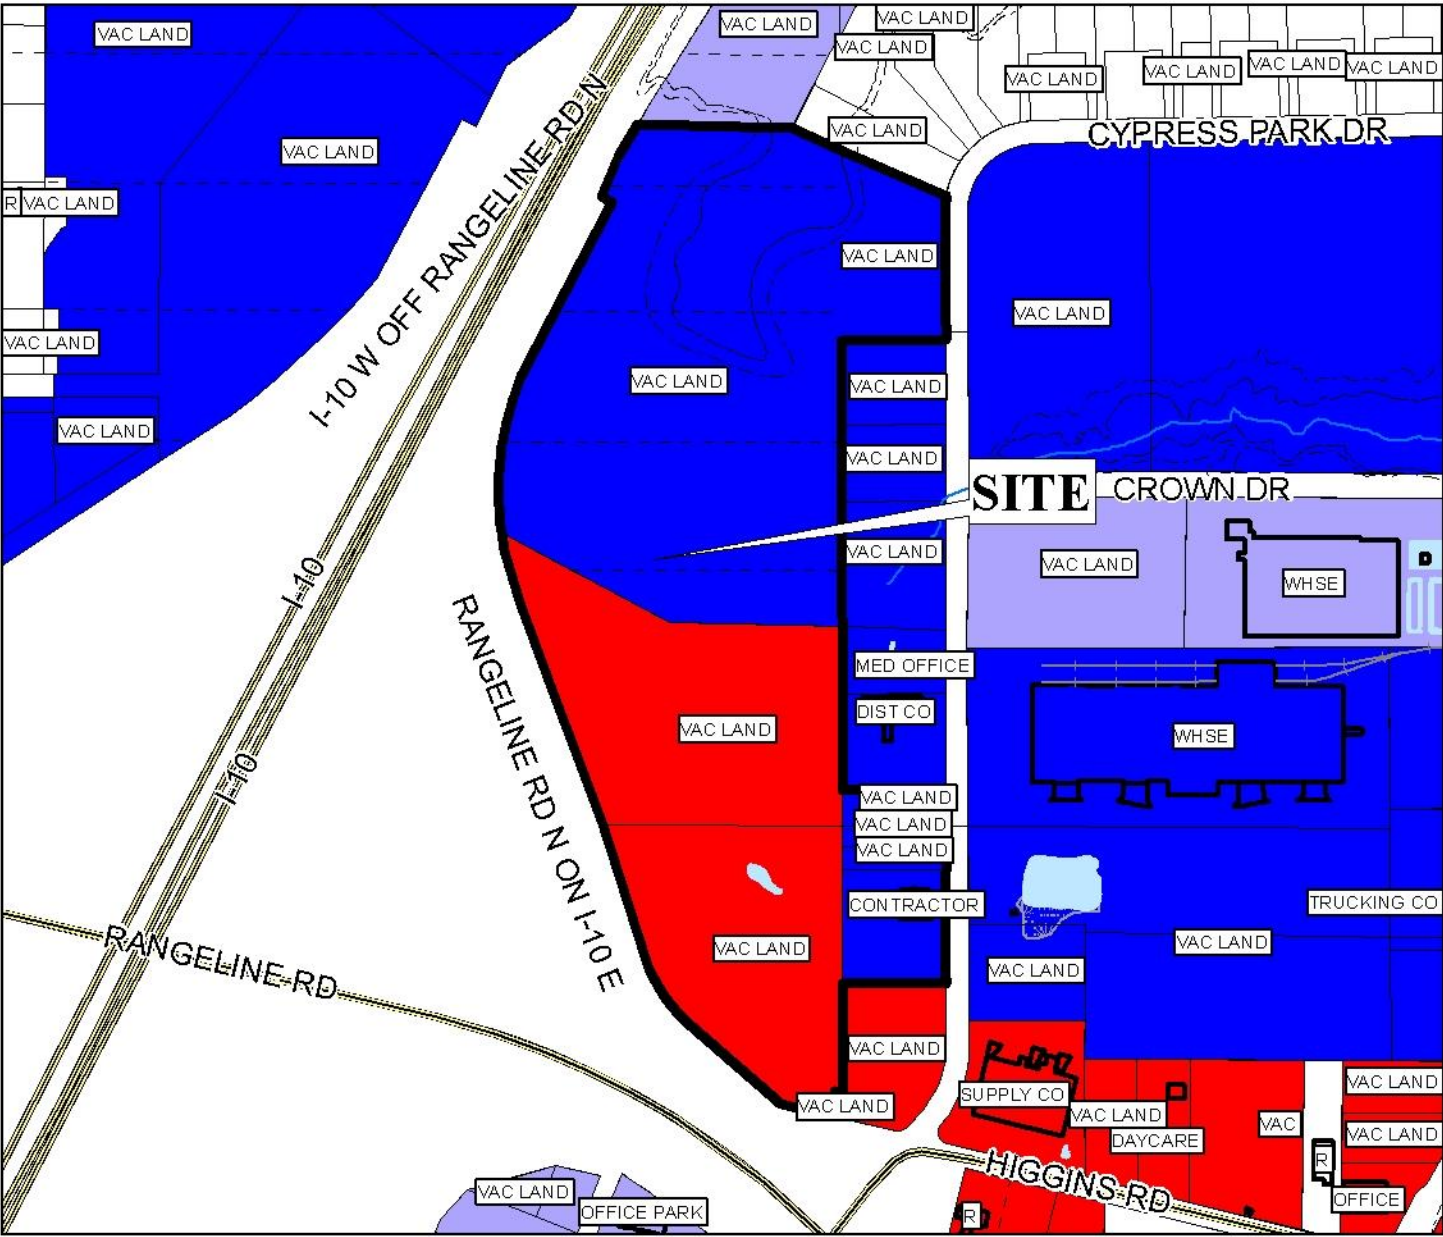 VAC LAND
VAC LAND
VAC LAND
VAC LAND
VAC LAND
VAC LAND
VAC LAND
VAC LAND
VAC LAND
CYPRESS PARK DR
VAC LAND
R
VAC LAND
I-10 W OFF RANGELINE RD N
VAC LAND
VAC LAND
VAC LAND
VAC LAND
VAC LAND
VAC LAND
VAC LAND
SITE
CROWN DR
VAC LAND
VAC LAND
WHSE
D
I-10
RANGELINE RD N ON I-10 E
MED OFFICE
DIST CO
VAC LAND
WHSE
I-10
VAC LAND
VAC LAND
VAC LAND
CONTRACTOR
TRUCKING CO
RANGELINE RD
VAC LAND
VAC LAND
VAC LAND
VAC LAND
SUPPLY CO
VAC LAND
VAC LAND
VAC LAND
VAC
VAC LAND
DAYCARE
R
HIGGINS RD
VAC LAND
OFFICE PARK
OFFICE
R